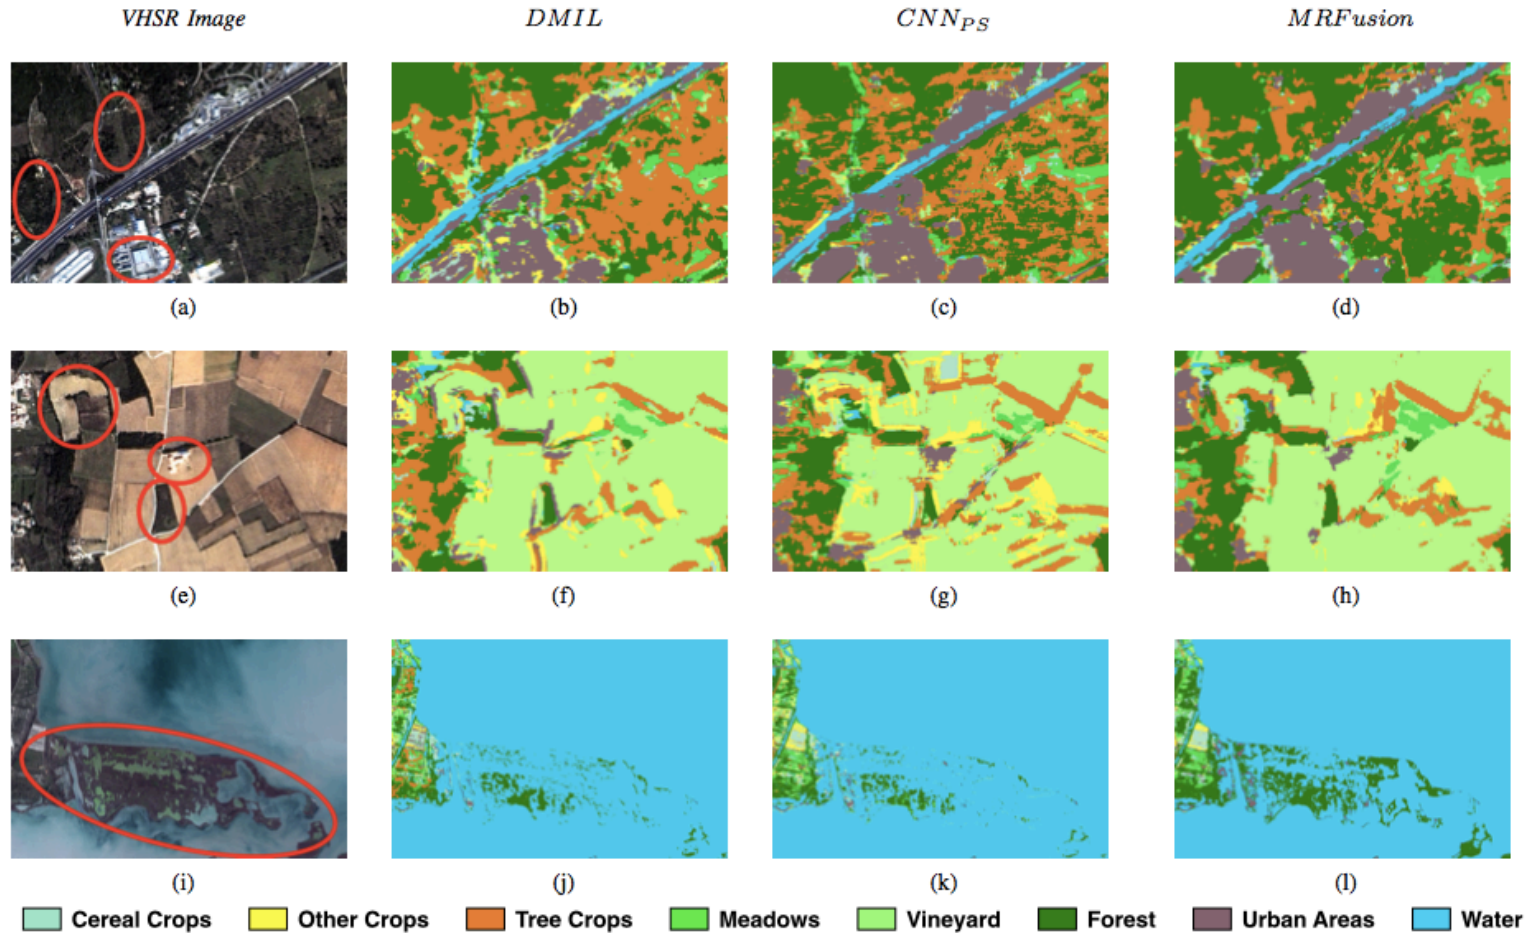 VHSR Image DMIL CNN_PS MRFusion
(a) (b) (c) (d)
(e) (f) (g) (h)
(i) (j) (k) (l)
Cereal Crops Other Crops Tree Crops Meadows Vineyard Forest Urban Areas Water